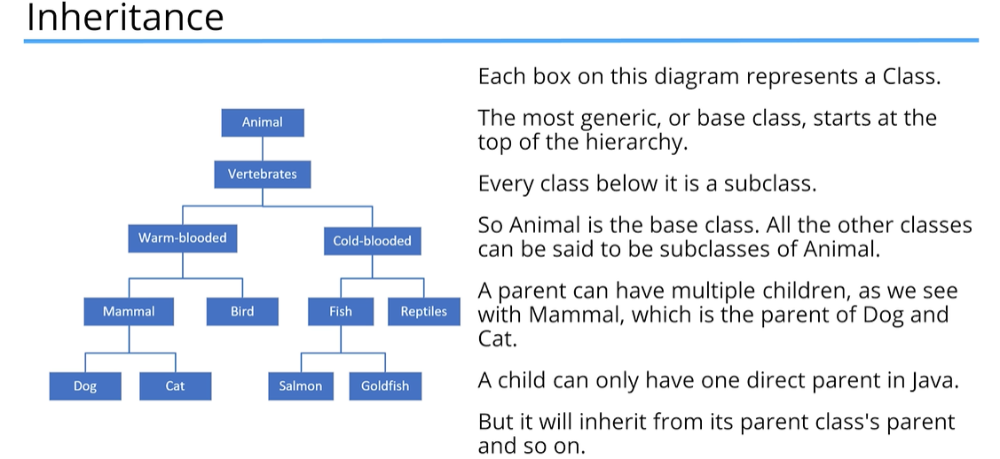 Inheritance
Animal
Vertebrates
Warm-blooded
Cold-blooded
Mammal
Bird
Fish
Reptiles
Dog
Cat
Salmon
Goldfish
Each box on this diagram represents a Class.
The most generic, or base class, starts at the
top of the hierarchy.
Every class below it is a subclass.
So Animal is the base class. All the other classes
can be said to be subclasses of Animal.
A parent can have multiple children, as we see
with Mammal, which is the parent of Dog and
Cat.
A child can only have one direct parent in Java.
But it will inherit from its parent class's parent
and so on.